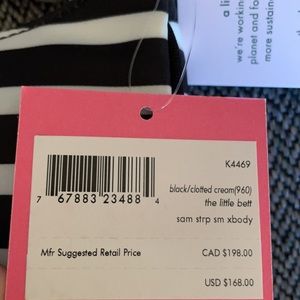 a li
we're working
planet and fo
more sustain
K4469
black/clotted cream(960)
the little bett
sam strp sm xbody
7 67883 23488 4
Mfr Suggested Retail Price
CAD $198.00
USD $168.00